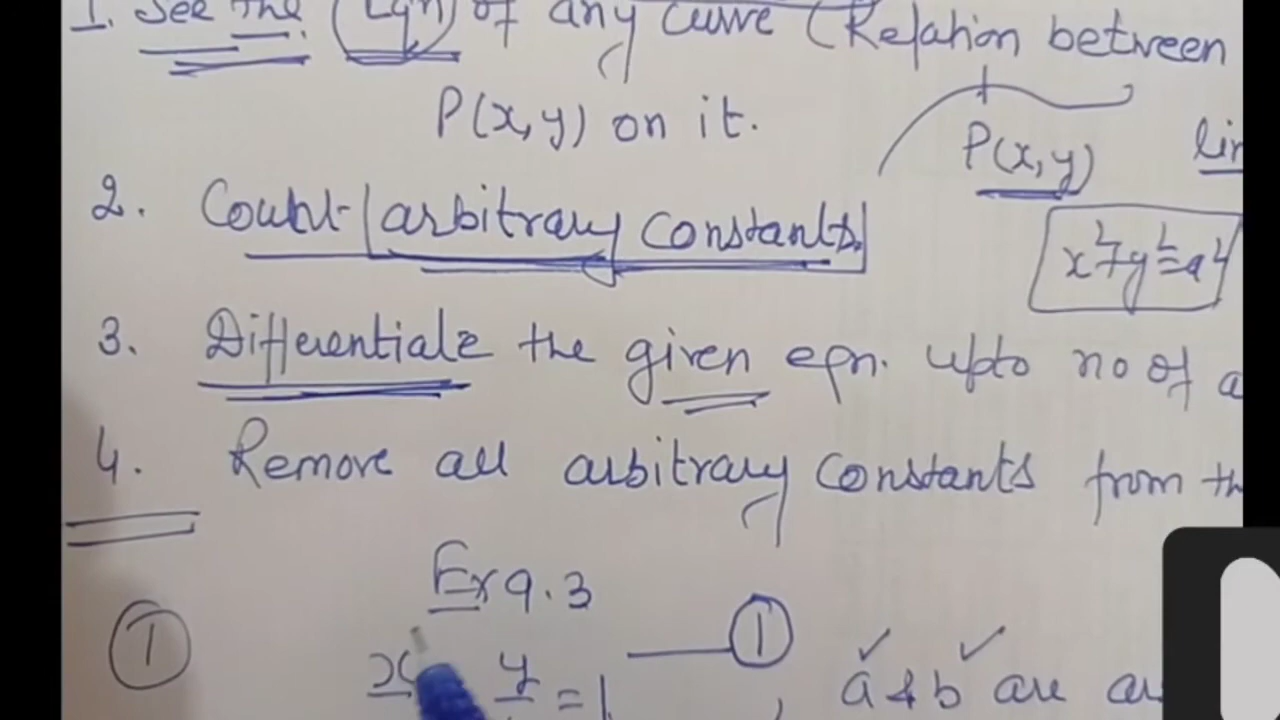 1. See the (Eqn) of any curve (Relation between
P(x,y) on it.
P(x,y)
2. Count arbitrary constants.
x²+y²=a²
3. Differentiate the given eqn. upto no of a
4. Remove all arbitrary constants from th
Ex 9.3
① x y = 1 — ① , a & b are